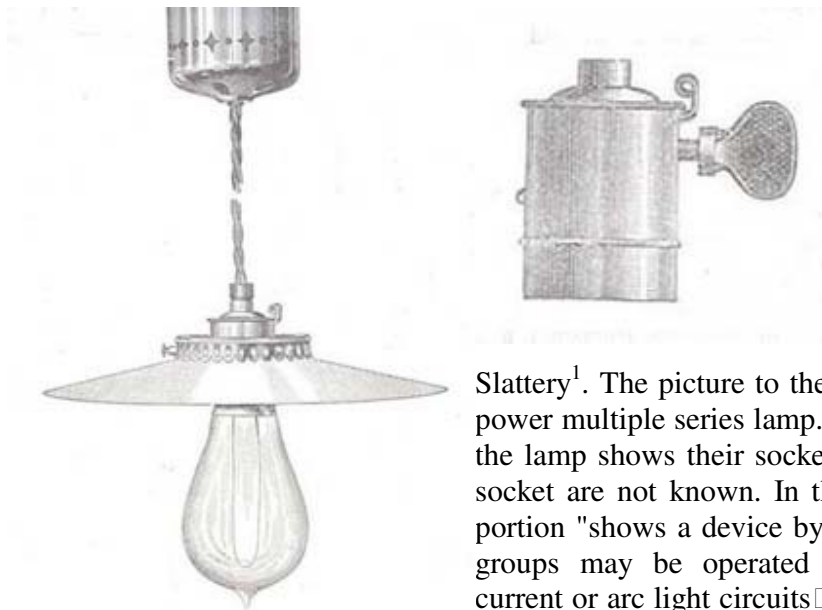 Slattery¹. The picture to the
power multiple series lamp.
the lamp shows their socke
socket are not known. In th
portion "shows a device by
groups may be operated
current or arc light circuits